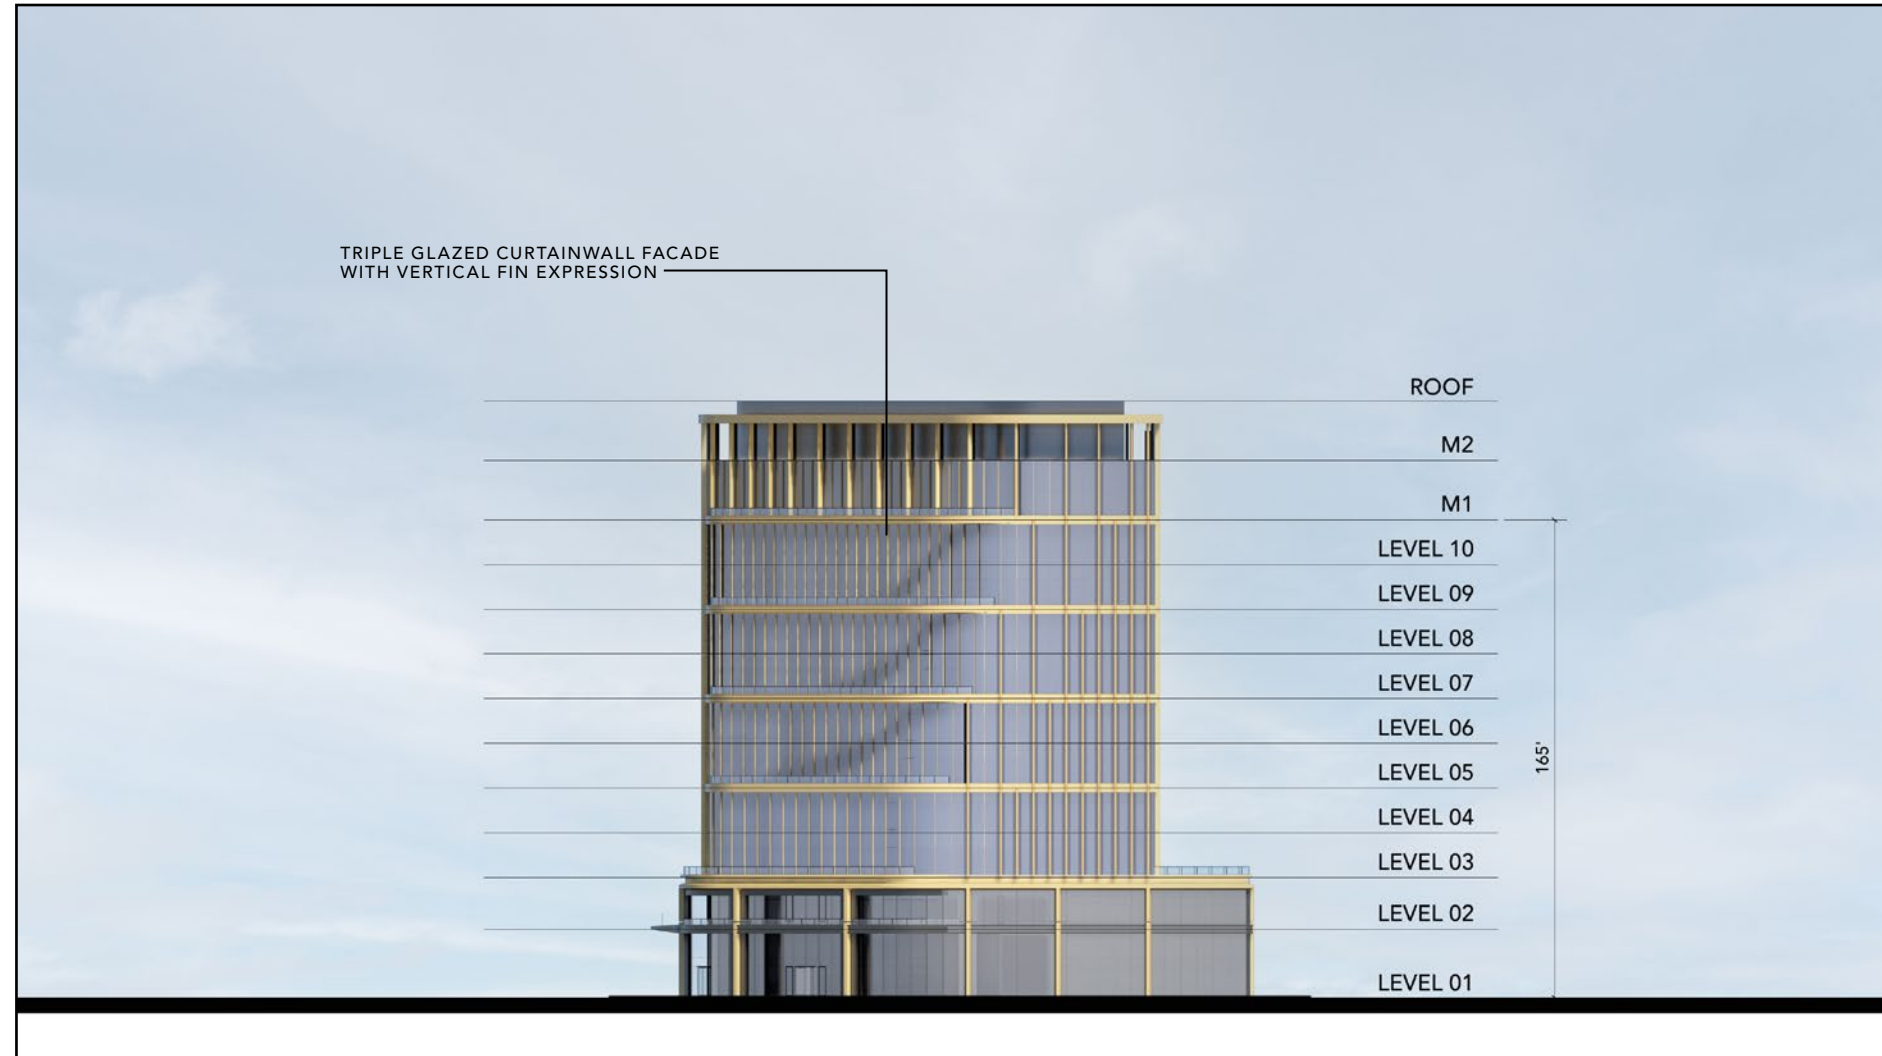 TRIPLE GLAZED CURTAINWALL FACADE
WITH VERTICAL FIN EXPRESSION
ROOF
M2
M1
LEVEL 10
LEVEL 09
LEVEL 08
LEVEL 07
LEVEL 06
165'
LEVEL 05
LEVEL 04
LEVEL 03
LEVEL 02
LEVEL 01